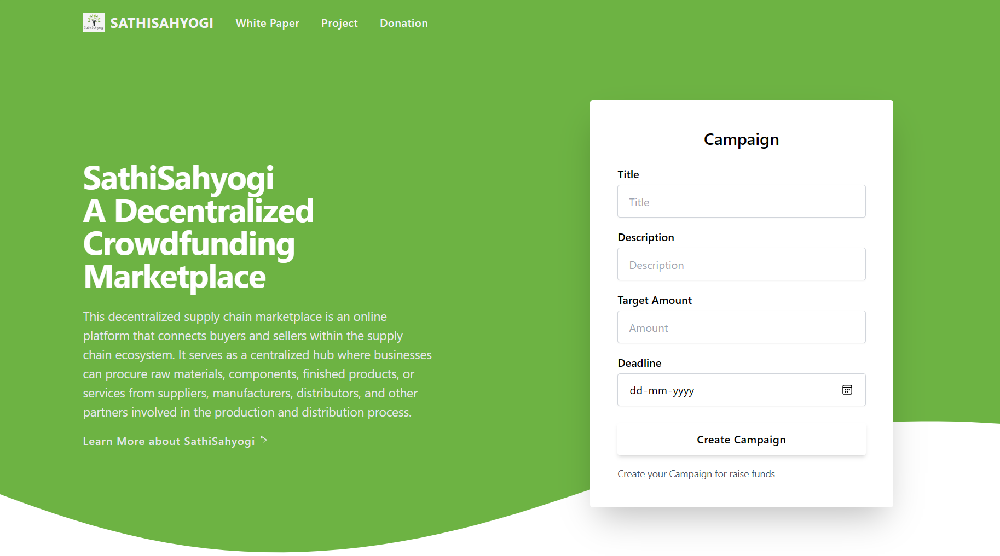 SathiSahyogi
SATHISAHYOGI
White Paper
Project
Donation
SathiSahyogi
A Decentralized
Crowdfunding
Marketplace
This decentralized supply chain marketplace is an online
platform that connects buyers and sellers within the supply
chain ecosystem. It serves as a centralized hub where businesses
can procure raw materials, components, finished products, or
services from suppliers, manufacturers, distributors, and other
partners involved in the production and distribution process.
Learn More about SathiSahyogi
Campaign
Title
Title
Description
Description
Target Amount
Amount
Deadline
dd-mm-yyyy
Create Campaign
Create your Campaign for raise funds